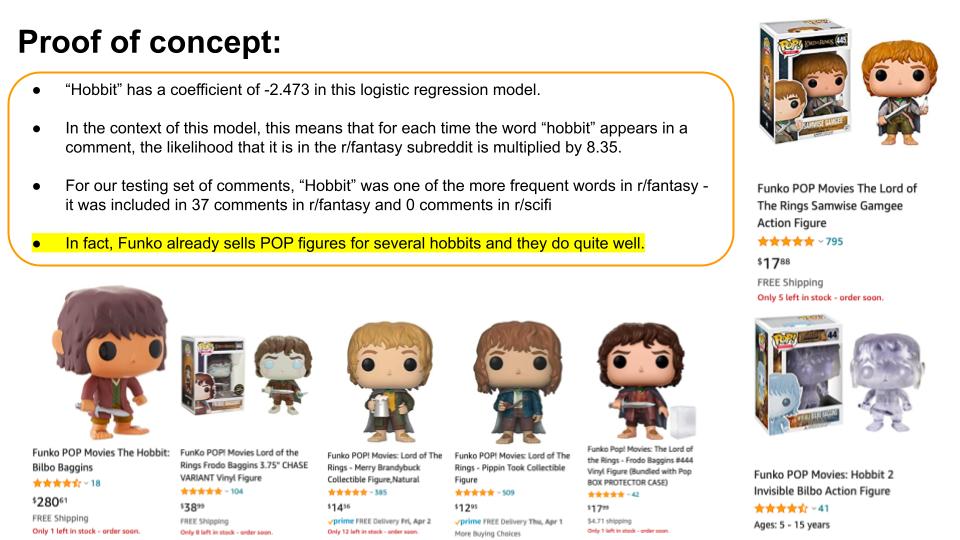 Proof of concept:
● “Hobbit” has a coefficient of -2.473 in this logistic regression model.
● In the context of this model, this means that for each time the word “hobbit” appears in a
comment, the likelihood that it is in the r/fantasy subreddit is multiplied by 8.35.
● For our testing set of comments, “Hobbit” was one of the more frequent words in r/fantasy -
it was included in 37 comments in r/fantasy and 0 comments in r/scifi
● In fact, Funko already sells POP figures for several hobbits and they do quite well.
POP!
445
SAMWISE GAMGEE
Funko POP Movies The Lord of
The Rings Samwise Gamgee
Action Figure
795
$1788
FREE Shipping
Only 5 left in stock - order soon.
POP!
44
Funko POP Movies: Hobbit 2
Invisible Bilbo Action Figure
41
Ages: 5 - 15 years
Funko POP Movies The Hobbit:
Bilbo Baggins
18
$28061
FREE Shipping
Only 1 left in stock - order soon.
POP!
FunKo POP! Movies Lord of the
Rings Frodo Baggins 3.75" CHASE
VARIANT Vinyl Figure
104
$3899
FREE Shipping
Only 8 left in stock - order soon.
Funko POP! Movies: Lord of The
Rings - Merry Brandybuck
Collectible Figure,Natural
385
$1436
prime FREE Delivery Fri, Apr 2
Only 12 left in stock - order soon.
Funko POP! Movies: Lord of The
Rings - Pippin Took Collectible
Figure
509
$1295
prime FREE Delivery Thu, Apr 1
More Buying Choices
Funko Pop! Movies: The Lord of
the Rings - Frodo Baggins #444
Vinyl Figure (Bundled with Pop
BOX PROTECTOR CASE)
42
$1799
$4.71 shipping
Only 1 left in stock - order soon.